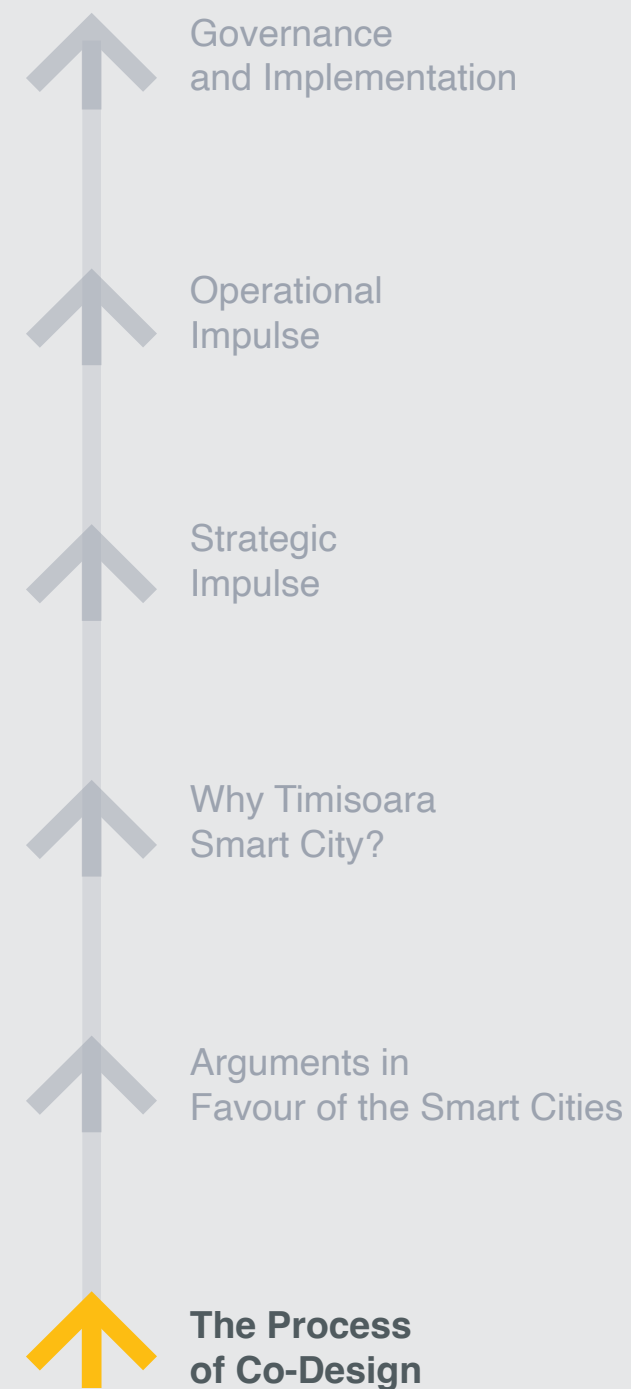 Governance
and Implementation
Operational
Impulse
Strategic
Impulse
Why Timisoara
Smart City?
Arguments in
Favour of the Smart Cities
The Process
of Co-Design